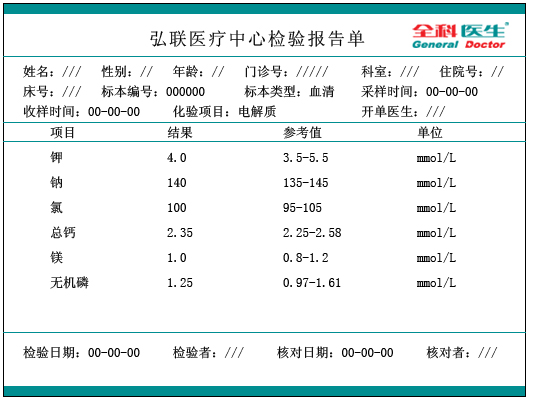 弘联医疗中心检验报告单
全科医生
General Doctor
姓名：/// 性别：// 年龄：// 门诊号：///// 科室：/// 住院号：//
床号：/// 标本编号：000000 标本类型：血清 采样时间：00-00-00
收样时间：00-00-00 化验项目：电解质 开单医生：///
项目 结果 参考值 单位
钾 4.0 3.5-5.5 mmol/L
钠 140 135-145 mmol/L
氯 100 95-105 mmol/L
总钙 2.35 2.25-2.58 mmol/L
镁 1.0 0.8-1.2 mmol/L
无机磷 1.25 0.97-1.61 mmol/L
检验日期：00-00-00 检验者：/// 核对日期：00-00-00 核对者：///